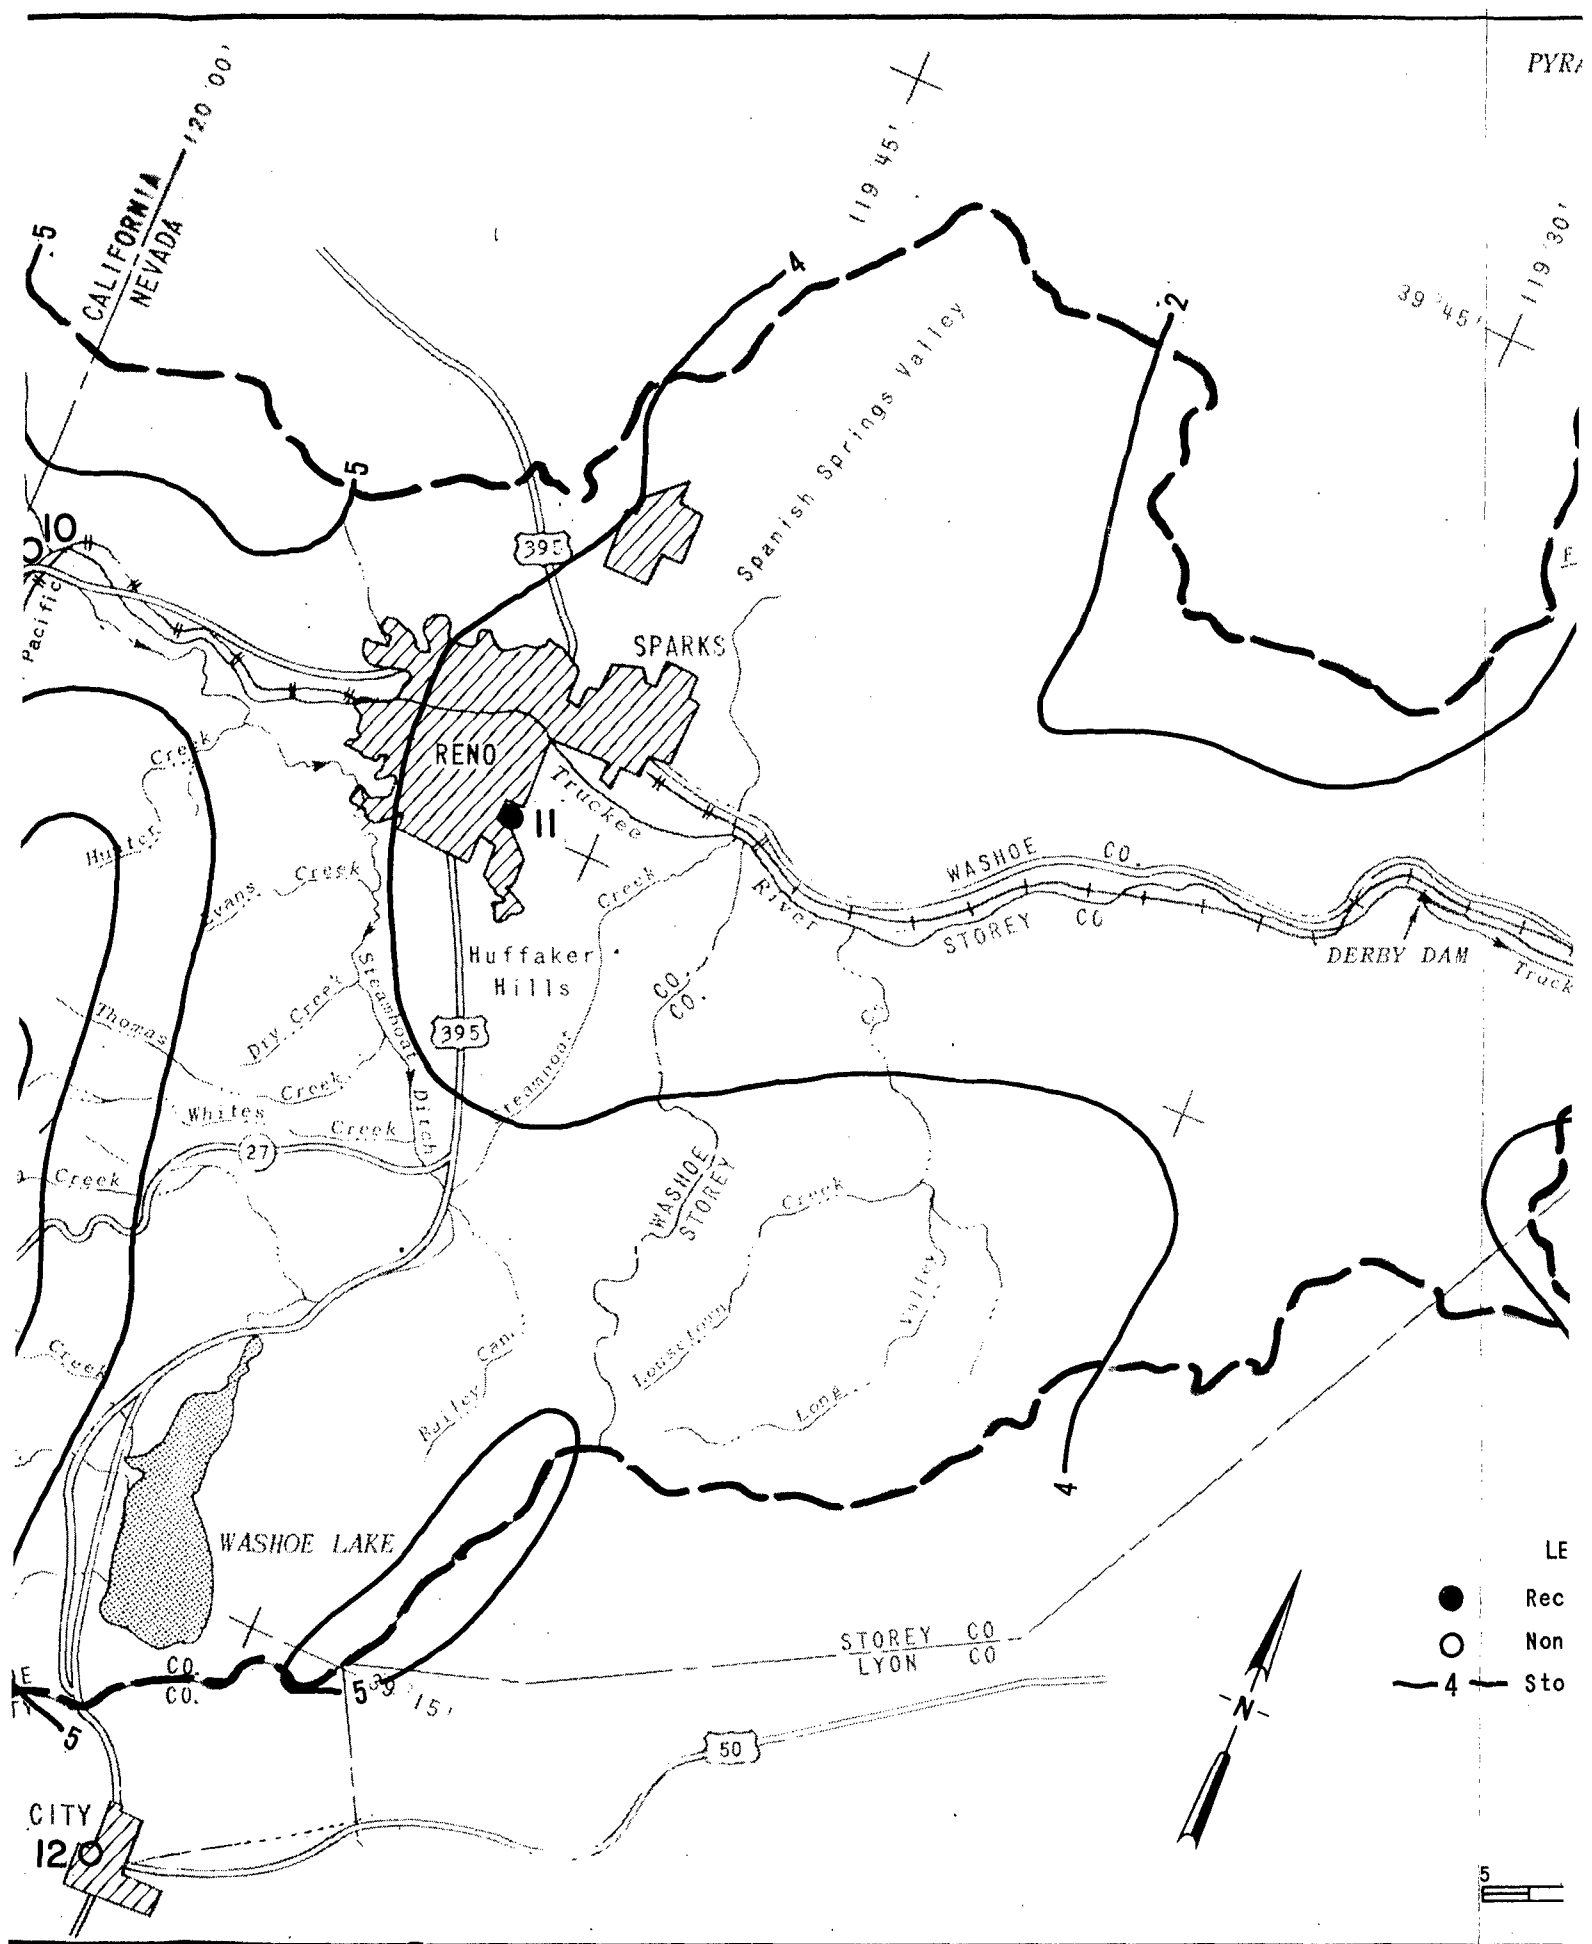 PYRA
120 00'
119 45'
CALIFORNIA
NEVADA
119 30'
39 45'
5
4
2
5
Spanish Springs Valley
10
395
Pacific
SPARKS
RENO
11
Truckee
River
Creek
Hunter
Evans Creek
Creek
WASHOE CO.
STOREY CO
DERBY DAM
Truck
Huffaker
Hills
CO.
CO.
Thomas
Creek
Dry Creek
Steamboat
Ditch
395
Whites
Creek
27
Creek
WASHOE
STOREY
Creek
Lousetown
Valley
Long
Creek
Bailey Can.
4
WASHOE LAKE
LE
Rec
Non
4 Sto
STOREY CO
LYON CO
CO.
CO.
5
39 15'
5
N
50
CITY
12
5